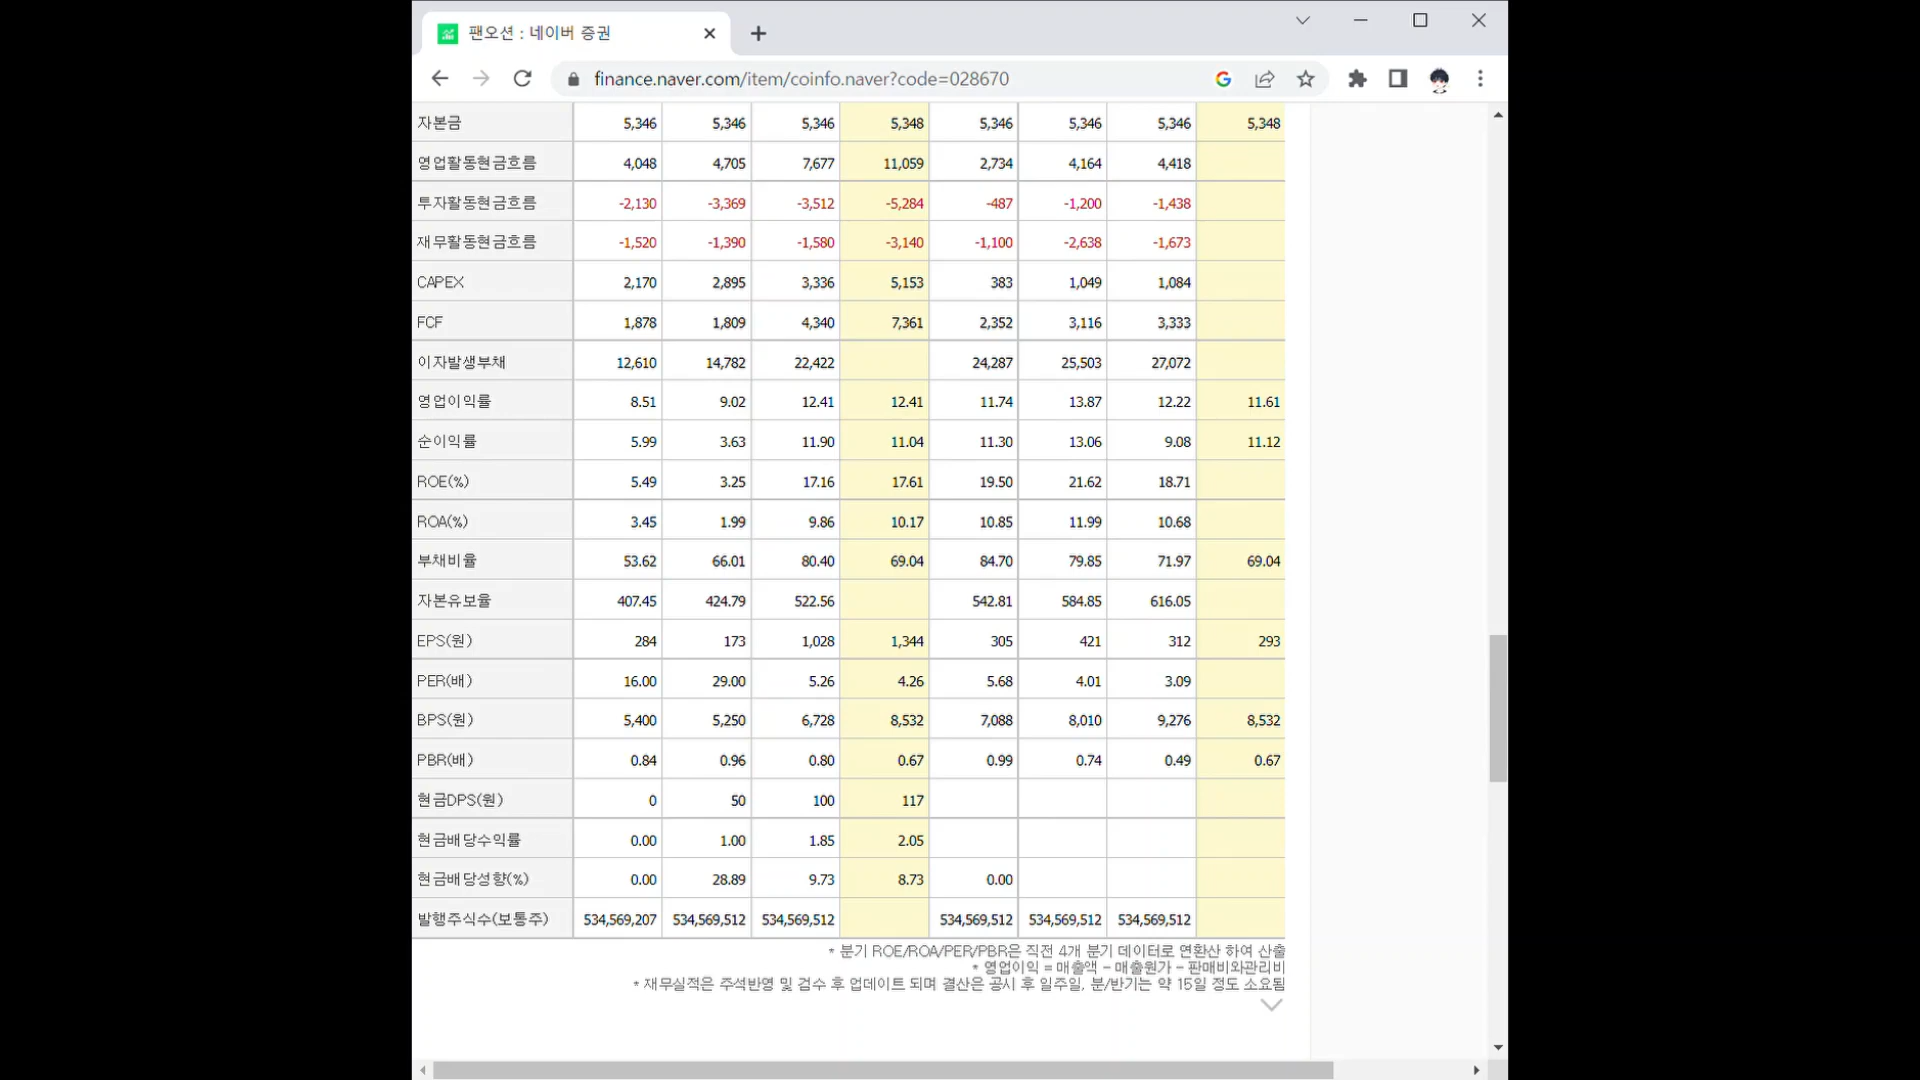 팬오션 : 네이버 증권
finance.naver.com/item/coinfo.naver?code=028670
자본금 5,346 5,346 5,346 5,348 5,346 5,346 5,346 5,348
영업활동현금흐름 4,048 4,705 7,677 11,059 2,734 4,164 4,418
투자활동현금흐름 -2,130 -3,369 -3,512 -5,284 -487 -1,200 -1,438
재무활동현금흐름 -1,520 -1,390 -1,580 -3,140 -1,100 -2,638 -1,673
CAPEX 2,170 2,895 3,336 5,153 383 1,049 1,084
FCF 1,878 1,809 4,340 7,361 2,352 3,116 3,333
이자발생부채 12,610 14,782 22,422 24,287 25,503 27,072
영업이익률 8.51 9.02 12.41 12.41 11.74 13.87 12.22 11.61
순이익률 5.99 3.63 11.90 11.04 11.30 13.06 9.08 11.12
ROE(%) 5.49 3.25 17.16 17.61 19.50 21.62 18.71
ROA(%) 3.45 1.99 9.86 10.17 10.85 11.99 10.68
부채비율 53.62 66.01 80.40 69.04 84.70 79.85 71.97 69.04
자본유보율 407.45 424.79 522.56 542.81 584.85 616.05
EPS(원) 284 173 1,028 1,344 305 421 312 293
PER(배) 16.00 29.00 5.26 4.26 5.68 4.01 3.09
BPS(원) 5,400 5,250 6,728 8,532 7,088 8,010 9,276 8,532
PBR(배) 0.84 0.96 0.80 0.67 0.99 0.74 0.49 0.67
현금DPS(원) 0 50 100 117
현금배당수익률 0.00 1.00 1.85 2.05
현금배당성향(%) 0.00 28.89 9.73 8.73 0.00
발행주식수(보통주) 534,569,207 534,569,512 534,569,512 534,569,512 534,569,512 534,569,512
* 분기 ROE/ROA/PER/PBR은 직전 4개 분기 데이터로 연환산 하여 산출
* 영업이익 = 매출액 - 매출원가 - 판매비와관리비
* 재무실적은 주석반영 및 검수 후 업데이트 되며 결산은 공시 후 일주일, 분/반기는 약 15일 정도 소요됨